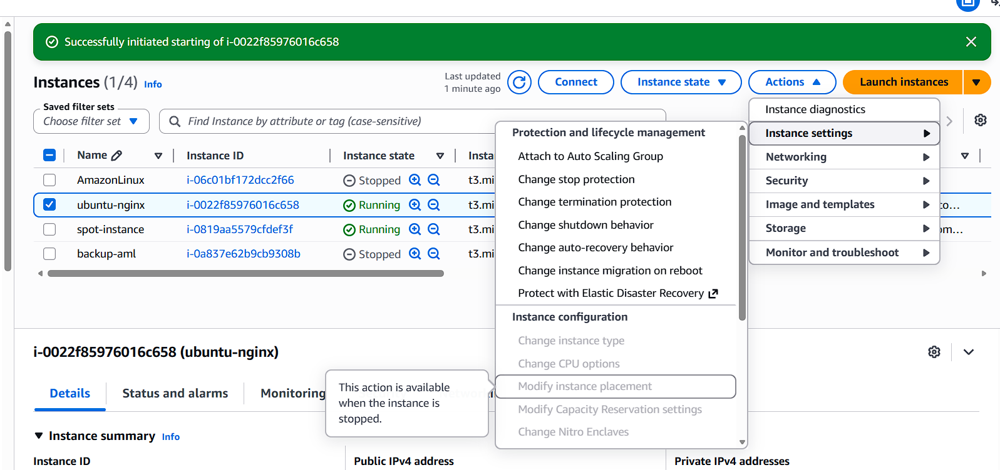 Successfully initiated starting of i-0022f85976016c658
Instances (1/4) Info
Last updated
1 minute ago
Connect
Instance state
Actions
Launch instances
Saved filter sets
Choose filter set
Find Instance by attribute or tag (case-sensitive)
Instance diagnostics
Instance settings
Networking
Security
Image and templates
Storage
Monitor and troubleshoot
Protection and lifecycle management
Attach to Auto Scaling Group
Change stop protection
Change termination protection
Change shutdown behavior
Change auto-recovery behavior
Change instance migration on reboot
Protect with Elastic Disaster Recovery
Instance configuration
Change instance type
Change CPU options
Modify instance placement
Modify Capacity Reservation settings
Change Nitro Enclaves
This action is available
when the instance is
stopped.
Name Instance ID Instance state Insta
AmazonLinux i-06c01bf172dcc2f66 Stopped t3.mi
ubuntu-nginx i-0022f85976016c658 Running t3.mi co...
spot-instance i-0819aa5579cfdef3f Running t3.mi om...
backup-aml i-0a837e62b9cb9308b Stopped t3.mi
i-0022f85976016c658 (ubuntu-nginx)
Details Status and alarms Monitoring
Instance summary Info
Instance ID Public IPv4 address Private IPv4 addresses